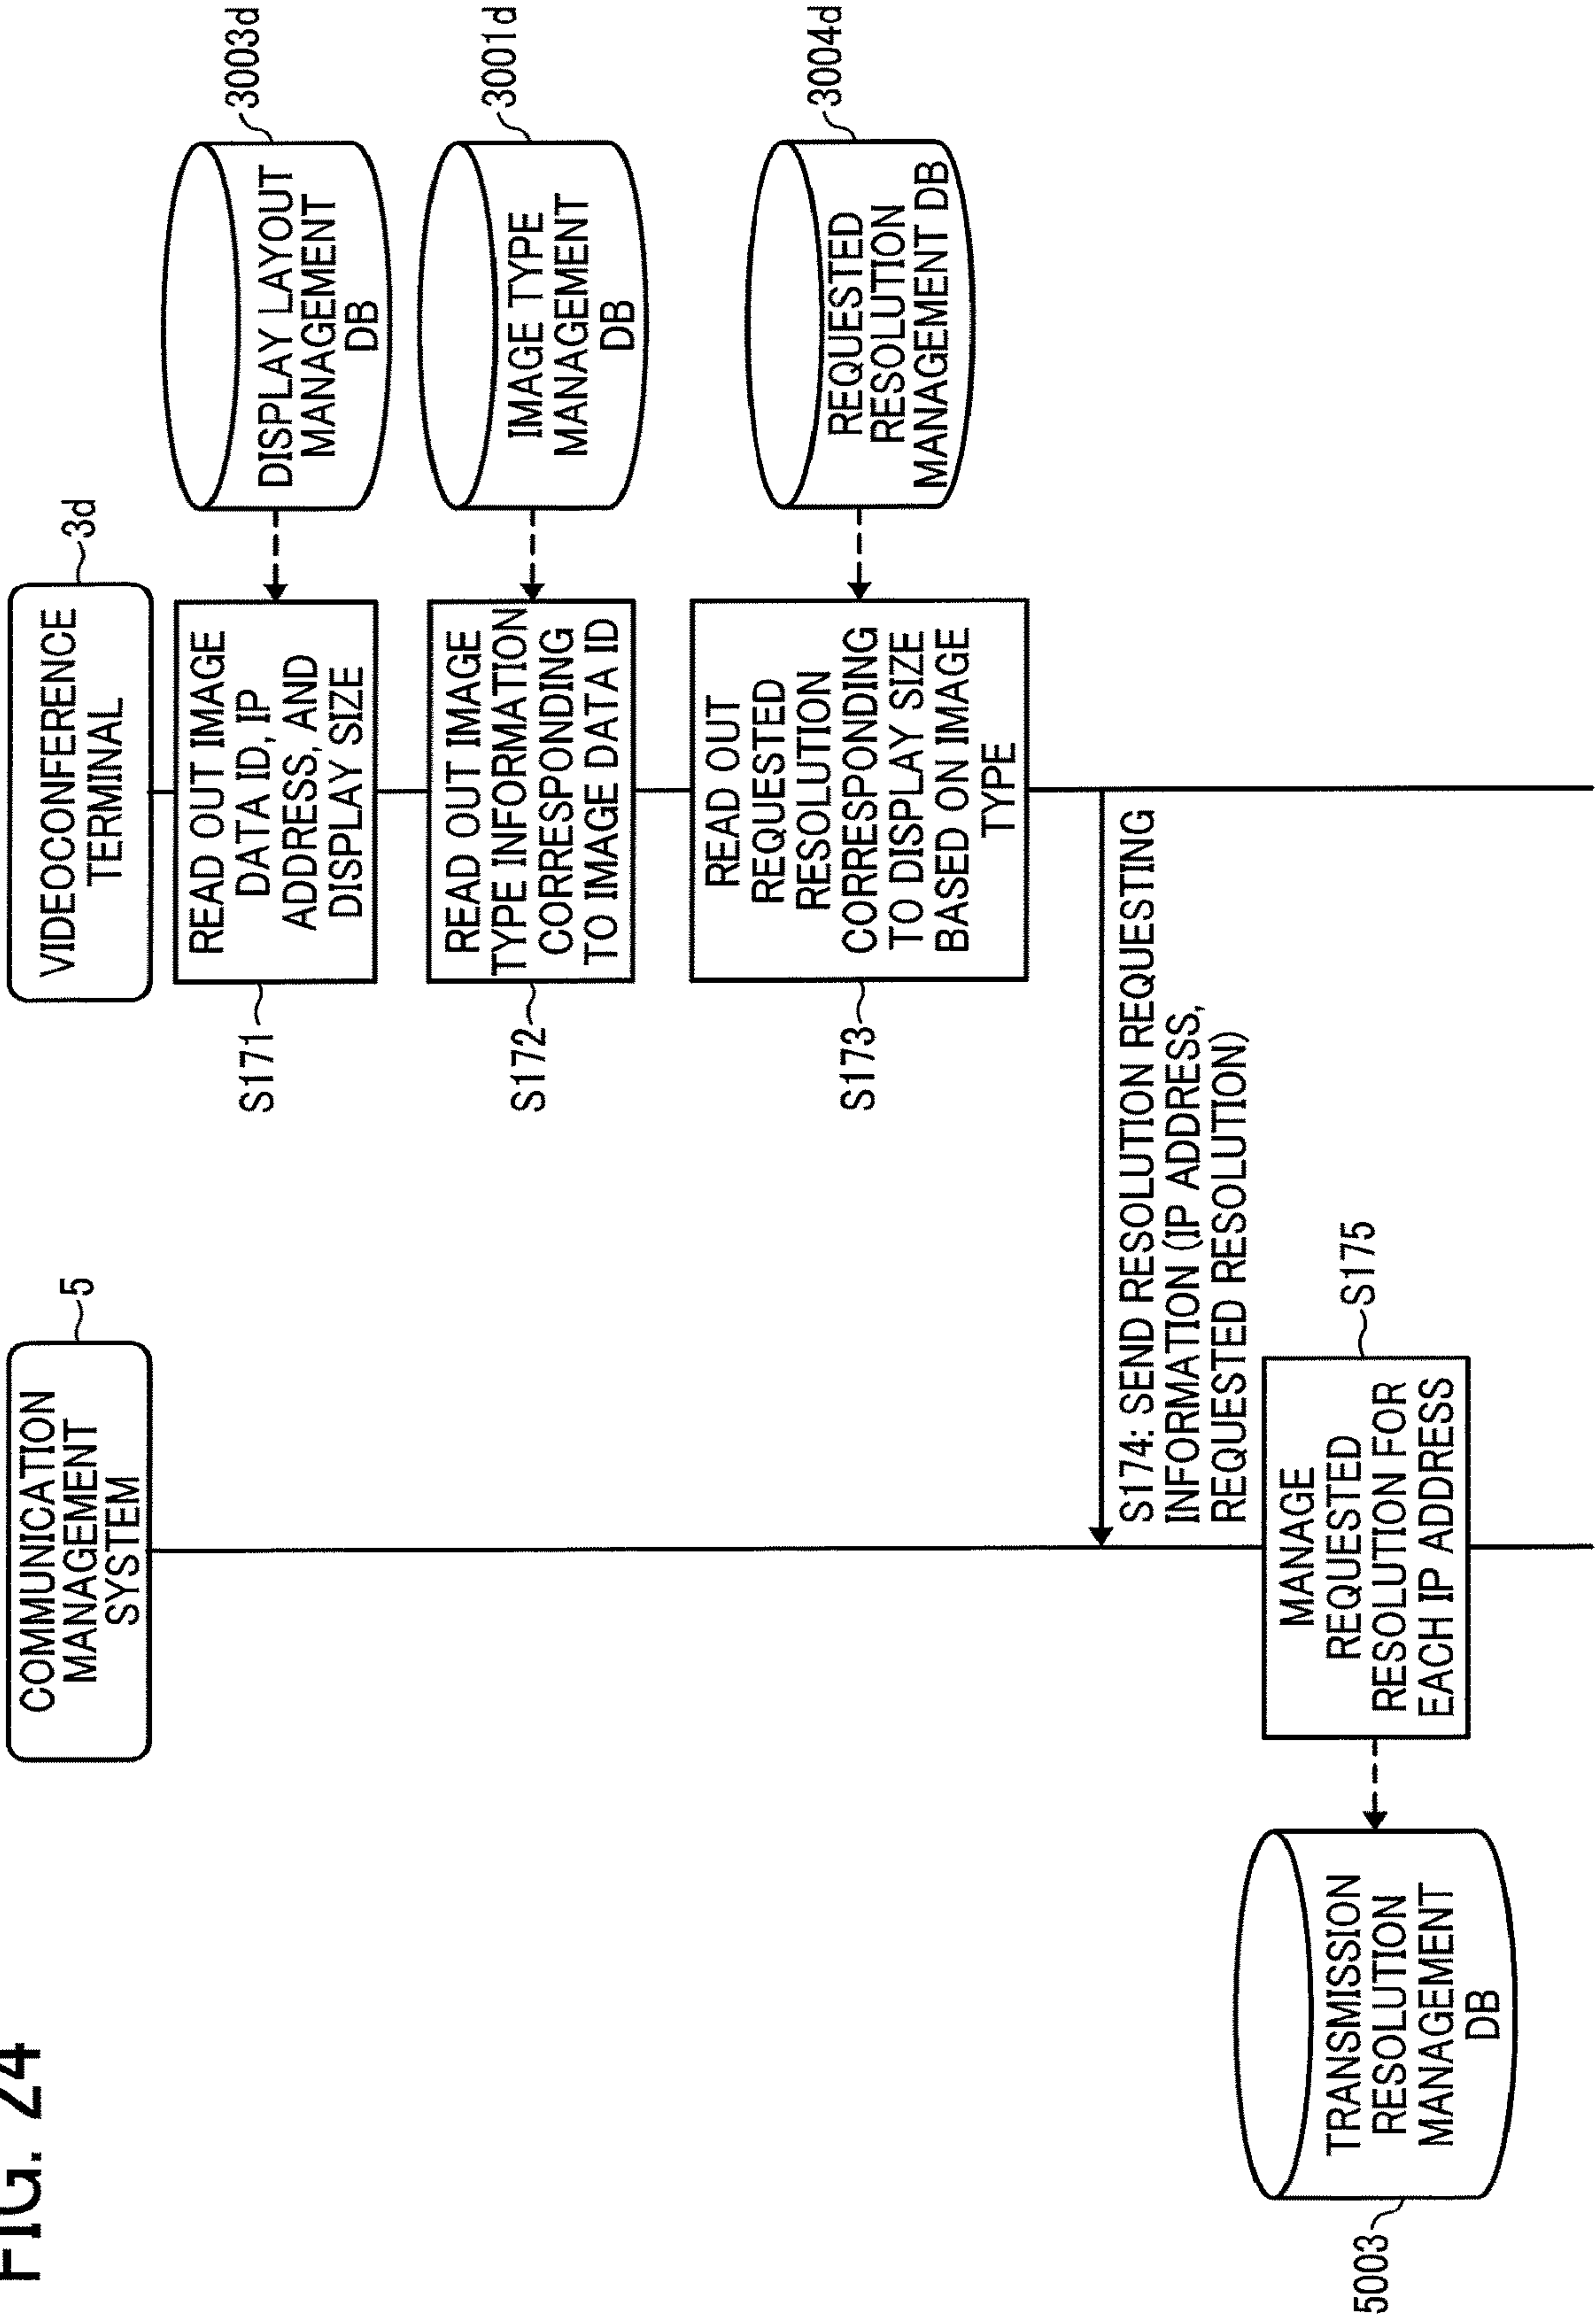 FIG. 24
COMMUNICATION
MANAGEMENT
SYSTEM
5
VIDEOCONFERENCE
TERMINAL
3d
S171
READ OUT IMAGE
DATA ID, IP
ADDRESS, AND
DISPLAY SIZE
DISPLAY LAYOUT
MANAGEMENT
DB
3003d
S172
READ OUT IMAGE
TYPE INFORMATION
CORRESPONDING
TO IMAGE DATA ID
IMAGE TYPE
MANAGEMENT
DB
3001d
S173
READ OUT
REQUESTED
RESOLUTION
CORRESPONDING
TO DISPLAY SIZE
BASED ON IMAGE
TYPE
REQUESTED
RESOLUTION
MANAGEMENT DB
3004d
S174: SEND RESOLUTION REQUESTING
INFORMATION (IP ADDRESS,
REQUESTED RESOLUTION)
5003
TRANSMISSION
RESOLUTION
MANAGEMENT
DB
MANAGE
REQUESTED
RESOLUTION FOR
EACH IP ADDRESS
S175